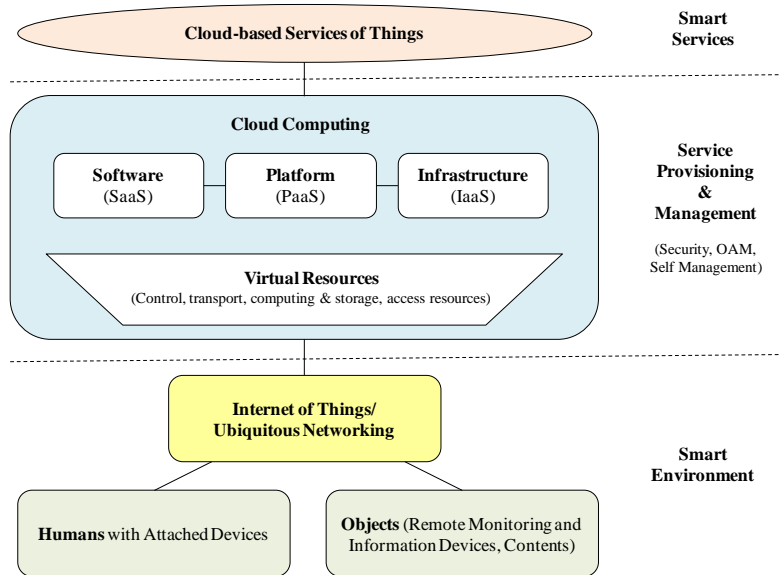 Cloud-based Services of Things
Smart
Services
Cloud Computing
Software
(SaaS)
Platform
(PaaS)
Infrastructure
(IaaS)
Virtual Resources
(Control, transport, computing & storage, access resources)
Service
Provisioning
&
Management
(Security, OAM,
Self Management)
Internet of Things/
Ubiquitous Networking
Humans with Attached Devices
Objects (Remote Monitoring and
Information Devices, Contents)
Smart
Environment